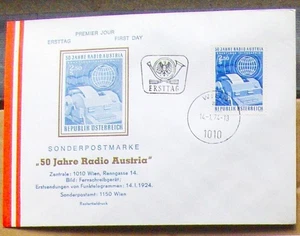 PREMIER JOUR
ERSTTAG FIRST DAY
50 JAHRE RADIO AUSTRIA
REPUBLIK ÖSTERREICH
ERSTTAG
50 JAHRE RADIO AUSTRIA
REPUBLIK ÖSTERREICH
1010
SONDERPOSTMARKE
„50 Jahre Radio Austria"
Zentrale: 1010 Wien, Renngasse 14.
Bild: Fernschreibgerät:
Erstsendungen von Funktelegrammen: 14.1.1924.
Sonderpostamt: 1150 Wien